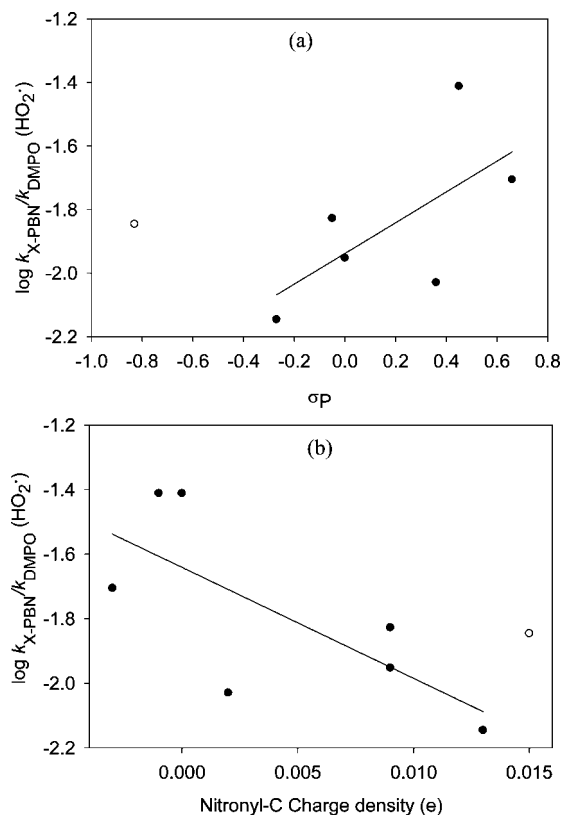 (a)
log k X-PBN/k DMPO (HO2·)
-1.2
-1.4
-1.6
-1.8
-2.0
-2.2
-1.0 -0.8 -0.6 -0.4 -0.2 0.0 0.2 0.4 0.6 0.8
σP
(b)
log k X-PBN/k DMPO (HO2·)
-1.2
-1.4
-1.6
-1.8
-2.0
-2.2
0.000 0.005 0.010 0.015
Nitronyl-C Charge density (e)